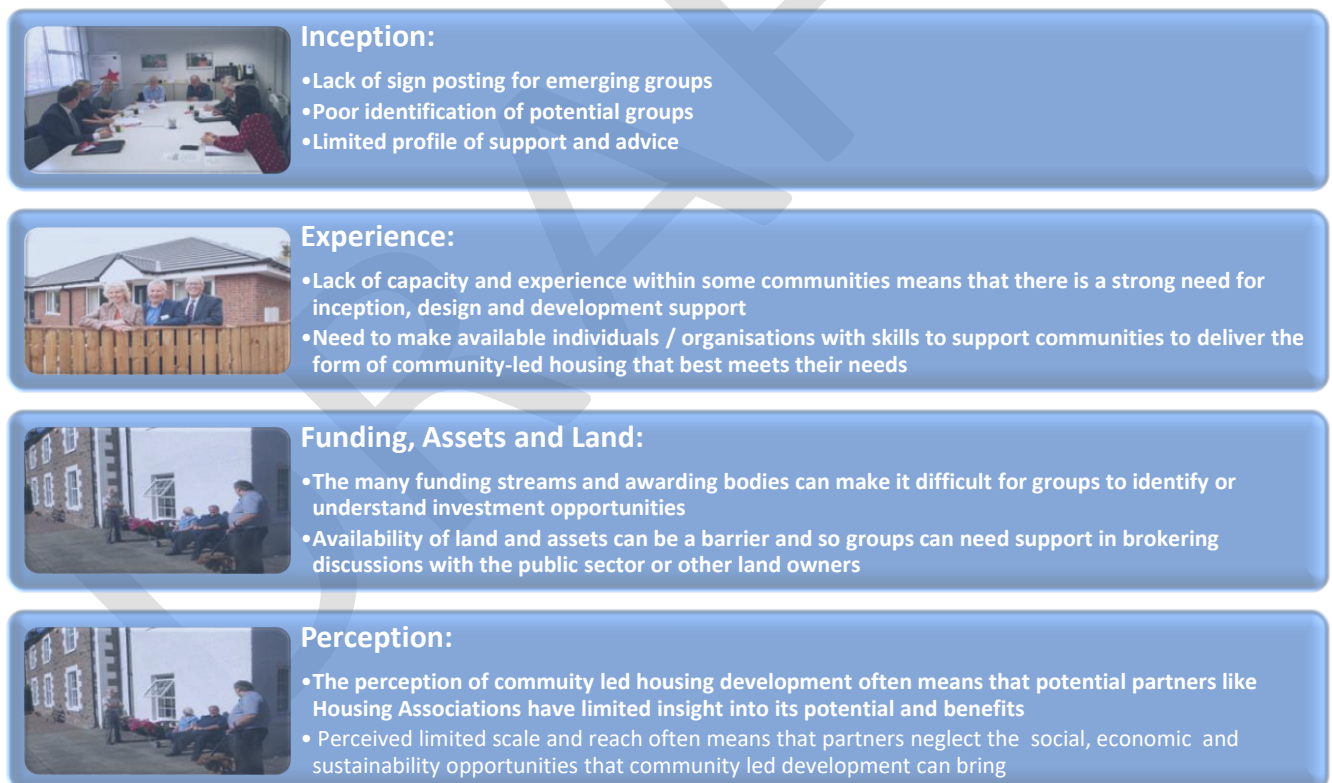 Inception:
•Lack of sign posting for emerging groups
•Poor identification of potential groups
•Limited profile of support and advice
Experience:
•Lack of capacity and experience within some communities means that there is a strong need for
inception, design and development support
•Need to make available individuals / organisations with skills to support communities to deliver the
form of community-led housing that best meets their needs
Funding, Assets and Land:
•The many funding streams and awarding bodies can make it difficult for groups to identify or
understand investment opportunities
•Availability of land and assets can be a barrier and so groups can need support in brokering
discussions with the public sector or other land owners
Perception:
•The perception of commuity led housing development often means that potential partners like
Housing Associations have limited insight into its potential and benefits
• Perceived limited scale and reach often means that partners neglect the  social, economic  and
sustainability opportunities that community led development can bring